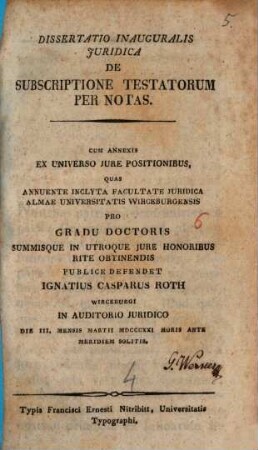 5.
DISSERTATIO INAUGURALIS
JURIDICA
DE
SUBSCRIPTIONE TESTATORUM
PER NOTAS.
CUM ANNEXIS
EX UNIVERSO JURE POSITIONIBUS,
QUAS
ANNUENTE INCLYTA FACULTATE JURIDICA
ALMAE UNIVERSITATIS WIRCEBURGENSIS
PRO
6
GRADU DOCTORIS
SUMMISQUE IN UTROQUE JURE HONORIBUS
RITE OBTINENDIS
PUBLICE DEFENDET
IGNATIUS CASPARUS ROTH
WIRCEBURGI
IN AUDITORIO JURIDICO
DIE III. MENSIS MARTII MDCCCXXI HORIS ANTE
MERIDIEM SOLITIS.
4
Typis Francisci Ernesti Nitribitt, Universitatis
Typographi.